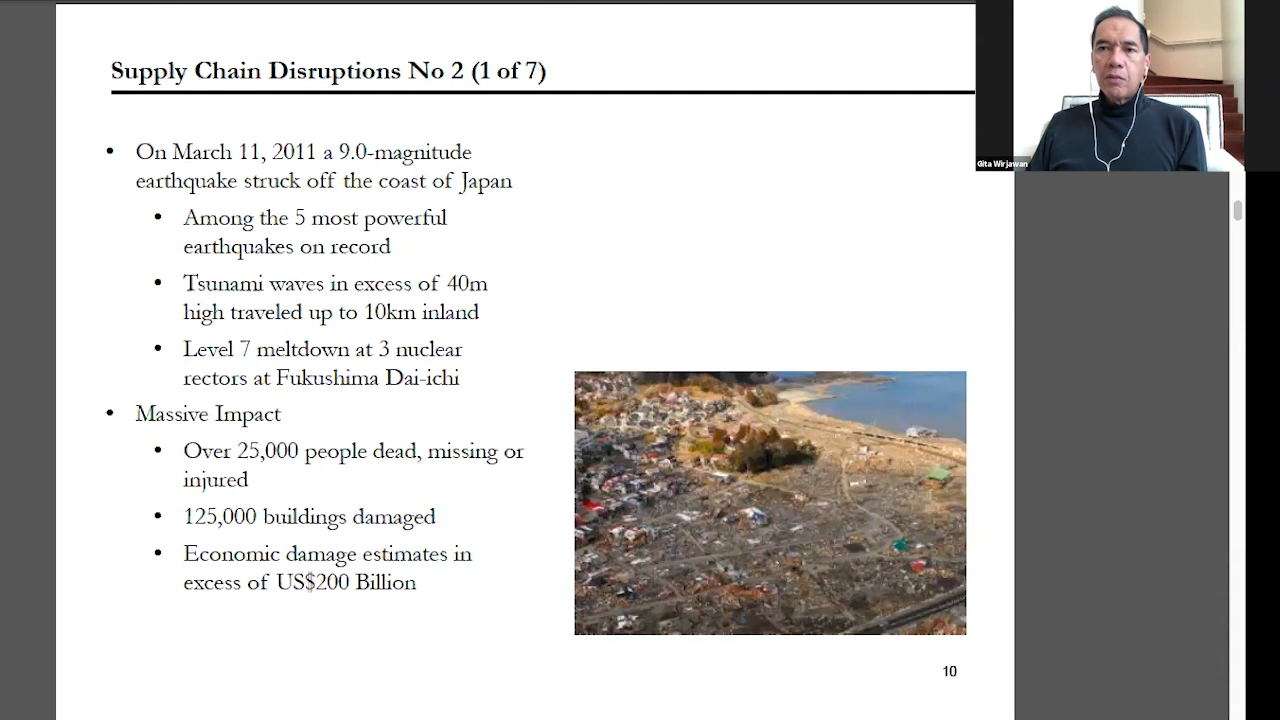 Supply Chain Disruptions No 2 (1 of 7)
• On March 11, 2011 a 9.0-magnitude
earthquake struck off the coast of Japan
• Among the 5 most powerful
earthquakes on record
• Tsunami waves in excess of 40m
high traveled up to 10km inland
• Level 7 meltdown at 3 nuclear
rectors at Fukushima Dai-ichi
• Massive Impact
• Over 25,000 people dead, missing or
injured
• 125,000 buildings damaged
• Economic damage estimates in
excess of US$200 Billion
10
Gita Wirjawan